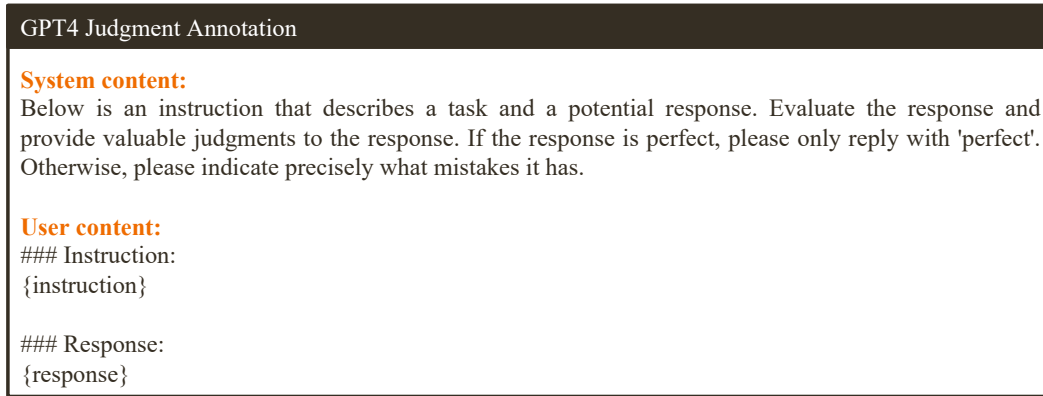 GPT4 Judgment Annotation
System content:
Below is an instruction that describes a task and a potential response. Evaluate the response and
provide valuable judgments to the response. If the response is perfect, please only reply with 'perfect'.
Otherwise, please indicate precisely what mistakes it has.
User content:
### Instruction:
{instruction}
### Response:
{response}